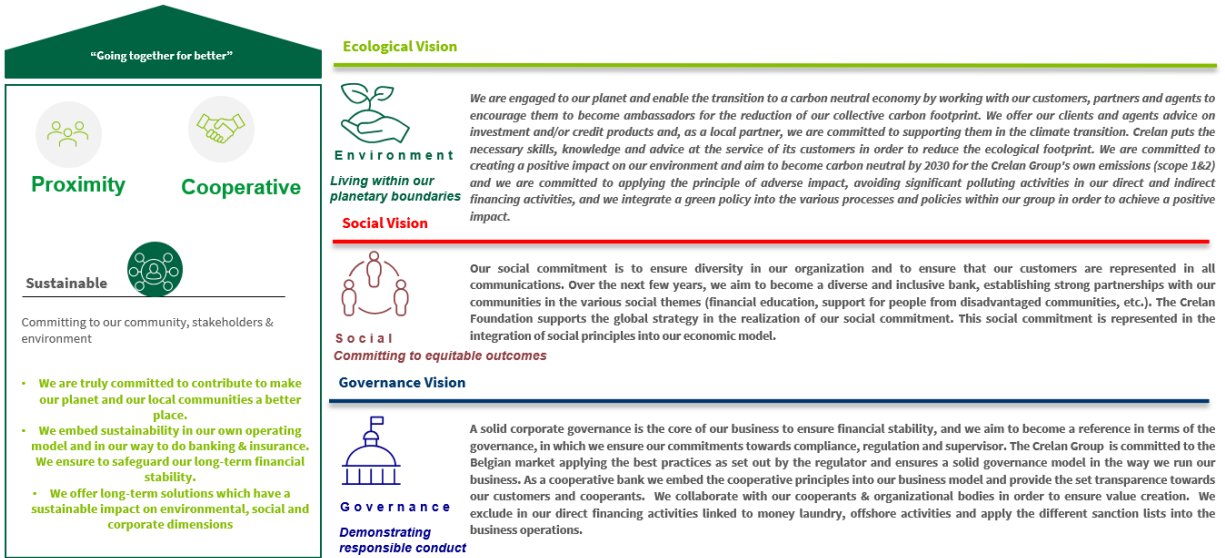 “Going together for better”
Proximity
Cooperative
Sustainable
Committing to our community, stakeholders &
environment
• We are truly committed to contribute to make
our planet and our local communities a better
place.
• We embed sustainability in our own operating
model and in our way to do banking & insurance.
We ensure to safeguard our long-term financial
stability.
• We offer long-term solutions which have a
sustainable impact on environmental, social and
corporate dimensions
Ecological Vision
Environment
Living within our
planetary boundaries
We are engaged to our planet and enable the transition to a carbon neutral economy by working with our customers, partners and agents to
encourage them to become ambassadors for the reduction of our collective carbon footprint. We offer our clients and agents advice on
investment and/or credit products and, as a local partner, we are committed to supporting them in the climate transition. Crelan puts the
necessary skills, knowledge and advice at the service of its customers in order to reduce the ecological footprint. We are committed to
creating a positive impact on our environment and aim to become carbon neutral by 2030 for the Crelan Group's own emissions (scope 1&2)
and we are committed to applying the principle of adverse impact, avoiding significant polluting activities in our direct and indirect
financing activities, and we integrate a green policy into the various processes and policies within our group in order to achieve a positive
impact.
Social Vision
Social
Committing to equitable outcomes
Our social commitment is to ensure diversity in our organization and to ensure that our customers are represented in all
communications. Over the next few years, we aim to become a diverse and inclusive bank, establishing strong partnerships with our
communities in the various social themes (financial education, support for people from disadvantaged communities, etc.). The Crelan
Foundation supports the global strategy in the realization of our social commitment. This social commitment is represented in the
integration of social principles into our economic model.
Governance Vision
Governance
Demonstrating
responsible conduct
A solid corporate governance is the core of our business to ensure financial stability, and we aim to become a reference in terms of the
governance, in which we ensure our commitments towards compliance, regulation and supervisor. The Crelan Group is committed to the
Belgian market applying the best practices as set out by the regulator and ensures a solid governance model in the way we run our
business. As a cooperative bank we embed the cooperative principles into our business model and provide the set transparence towards
our customers and cooperants. We collaborate with our cooperants & organizational bodies in order to ensure value creation. We
exclude in our direct financing activities linked to money laundry, offshore activities and apply the different sanction lists into the
business operations.